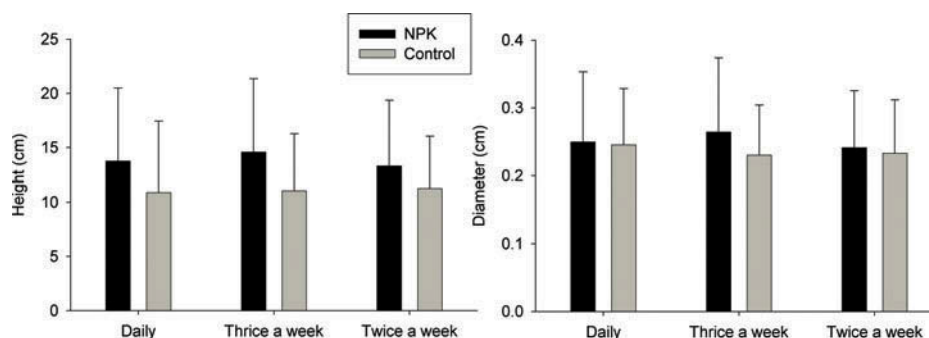 25
20
15
10
5
0
Height (cm)
NPK
Control
Daily
Thrice a week
Twice a week
0.4
0.3
0.2
0.1
0.0
Diameter (cm)
Daily
Thrice a week
Twice a week